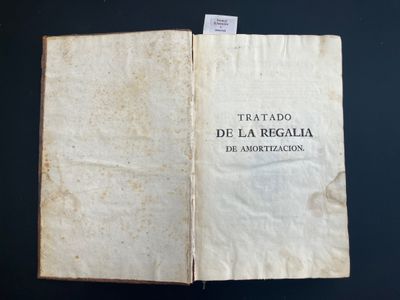 TRATADO
DE LA REGALIA
DE AMORTIZACION.